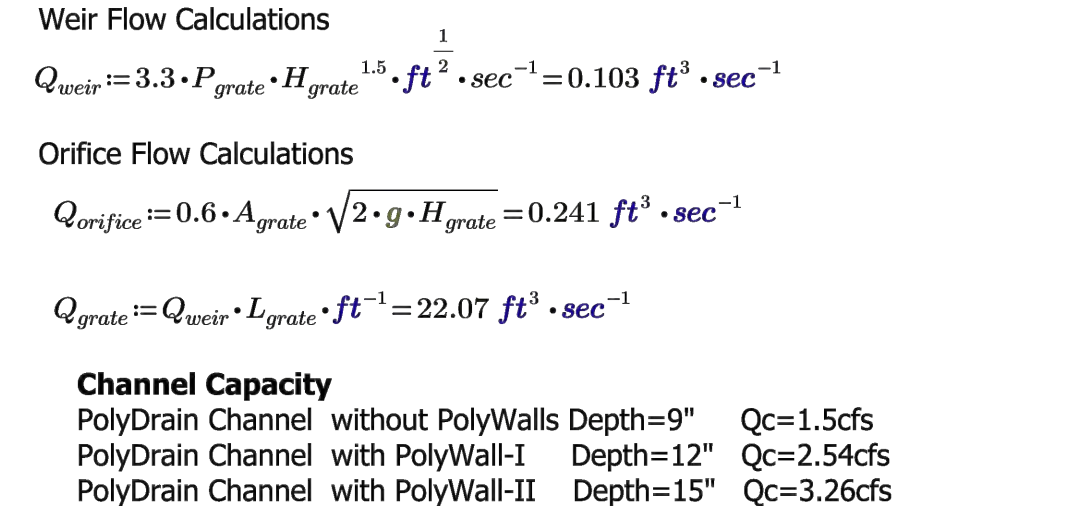 Weir Flow Calculations
Q_weir := 3.3 • P_grate • H_grate^1.5 • ft^(1/2) • sec^−1 = 0.103 ft^3 • sec^−1
Orifice Flow Calculations
Q_orifice := 0.6 • A_grate • √(2 • g • H_grate) = 0.241 ft^3 • sec^−1
Q_grate := Q_weir • L_grate • ft^−1 = 22.07 ft^3 • sec^−1
Channel Capacity
PolyDrain Channel without PolyWalls Depth=9" Qc=1.5cfs
PolyDrain Channel with PolyWall-I Depth=12" Qc=2.54cfs
PolyDrain Channel with PolyWall-II Depth=15" Qc=3.26cfs